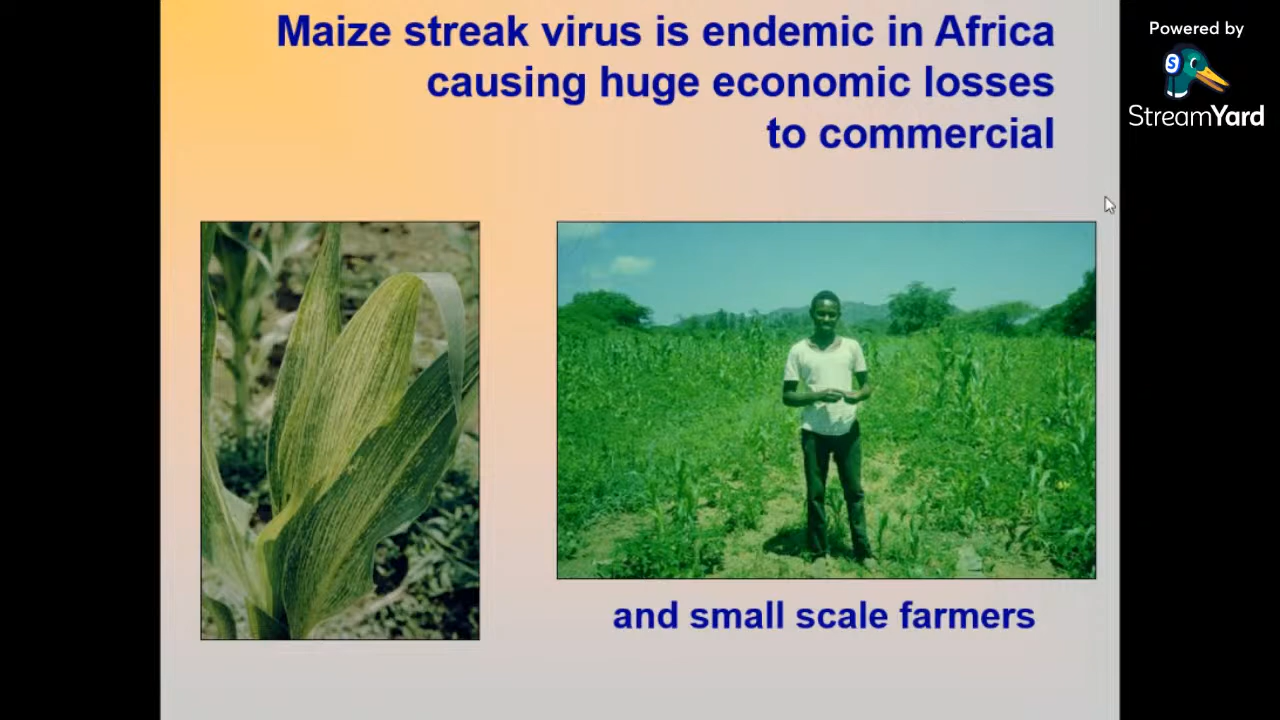 Maize streak virus is endemic in Africa
causing huge economic losses
to commercial
and small scale farmers
Powered by
S
StreamYard